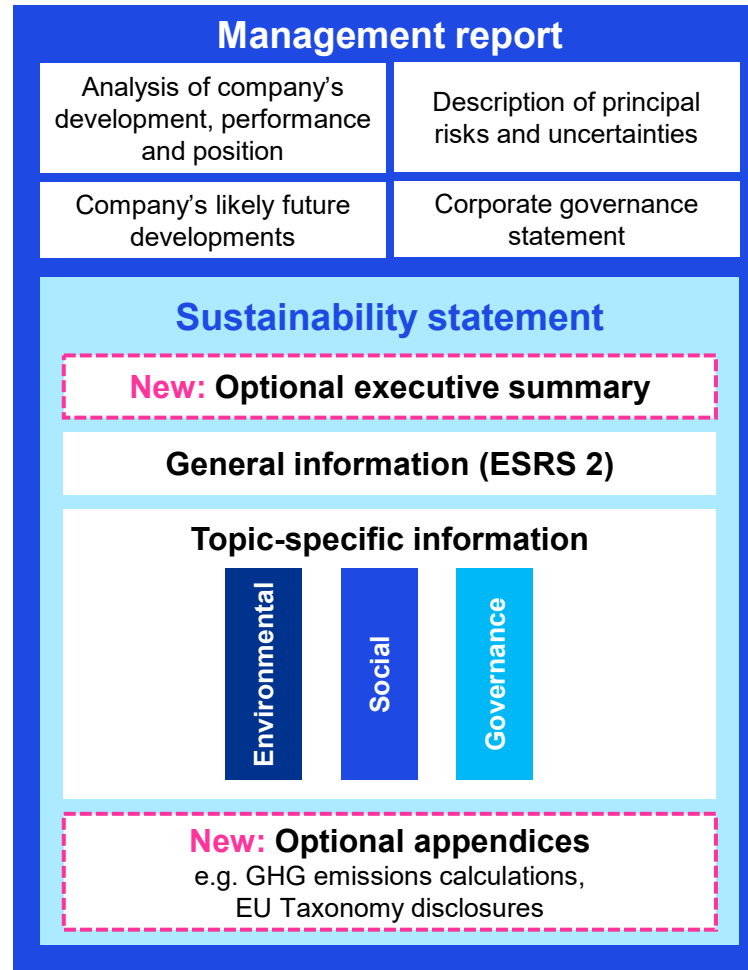 Management report
Analysis of company’s
development, performance
and position
Description of principal
risks and uncertainties
Company’s likely future
developments
Corporate governance
statement
Sustainability statement
New: Optional executive summary
General information (ESRS 2)
Topic-specific information
Environmental
Social
Governance
New: Optional appendices
e.g. GHG emissions calculations,
EU Taxonomy disclosures